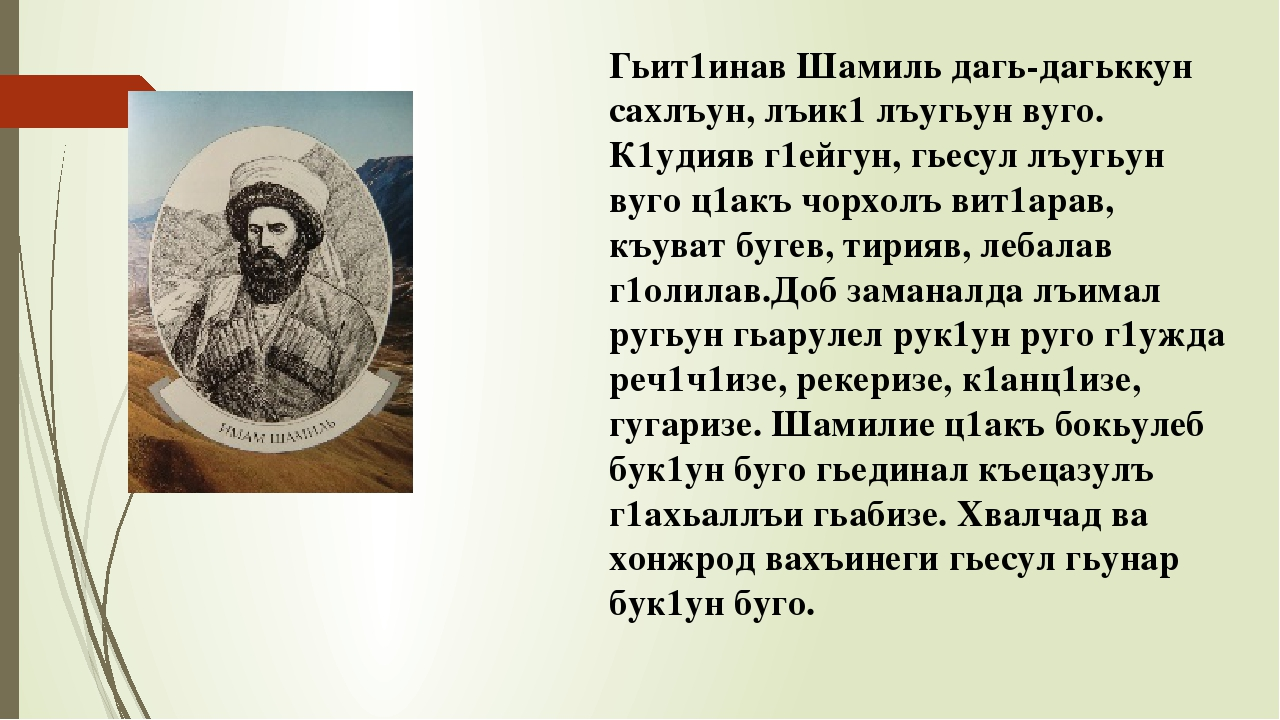 Гьит1инав Шамиль дагь-дагьккун
сахлъун, лъик1 лъугьун вуго.
К1удияв г1ейгун, гьесул лъугьун
вуго ц1акъ чорхолъ вит1арав,
къуват бугев, тирияв, лебалав
г1олилав.Доб заманалда лъимал
ругьун гьарулел рук1ун руго г1ужда
реч1ч1изе, рекеризе, к1анц1изе,
гугаризе. Шамилие ц1акъ бокьулеб
бук1ун буго гьединал къецазулъ
г1ахьаллъи гьабизе. Хвалчад ва
хонжрод вахъинеги гьесул гьунар
бук1ун буго.
ИМАМ ШАМИЛЬ